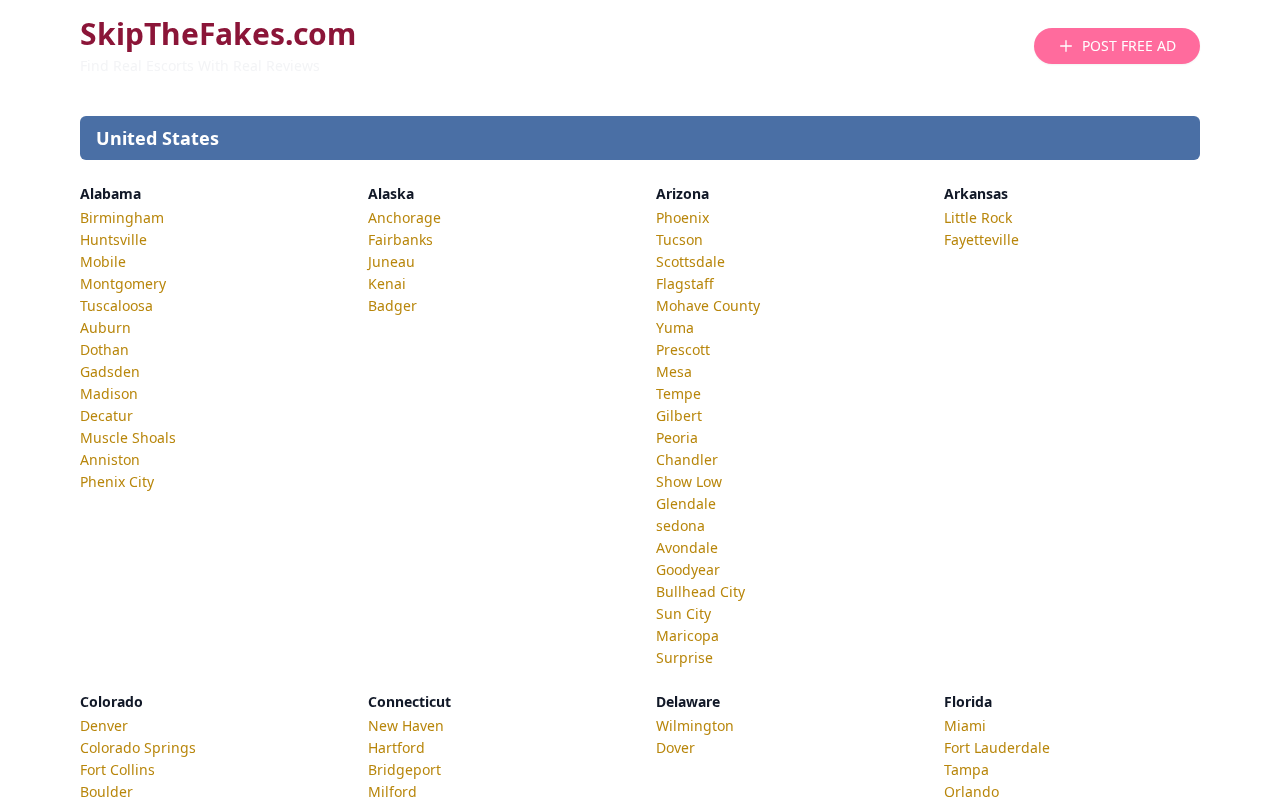 SkipTheFakes.com
Find Real Escorts With Real Reviews
POST FREE AD
United States
Alabama
Birmingham
Huntsville
Mobile
Montgomery
Tuscaloosa
Auburn
Dothan
Gadsden
Madison
Decatur
Muscle Shoals
Anniston
Phenix City
Alaska
Anchorage
Fairbanks
Juneau
Kenai
Badger
Arizona
Phoenix
Tucson
Scottsdale
Flagstaff
Mohave County
Yuma
Prescott
Mesa
Tempe
Gilbert
Peoria
Chandler
Show Low
Glendale
sedona
Avondale
Goodyear
Bullhead City
Sun City
Maricopa
Surprise
Arkansas
Little Rock
Fayetteville
Colorado
Denver
Colorado Springs
Fort Collins
Boulder
Connecticut
New Haven
Hartford
Bridgeport
Milford
Delaware
Wilmington
Dover
Florida
Miami
Fort Lauderdale
Tampa
Orlando